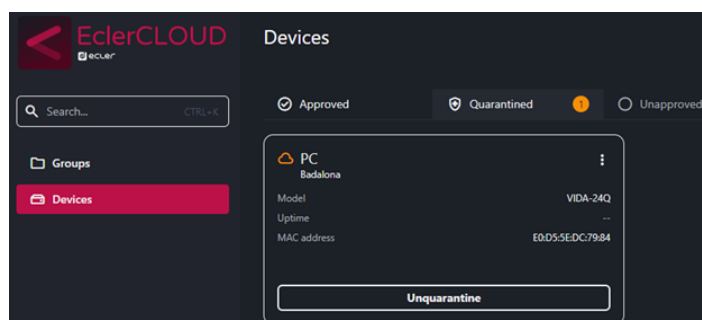 EclerCLOUD
ecler
Search...
CTRL+K
Groups
Devices
Devices
Approved
Quarantined
1
Unapproved
PC
Badalona
Model
VIDA-24Q
Uptime
--
MAC address
E0:D5:5E:DC:79:84
Unquarantine